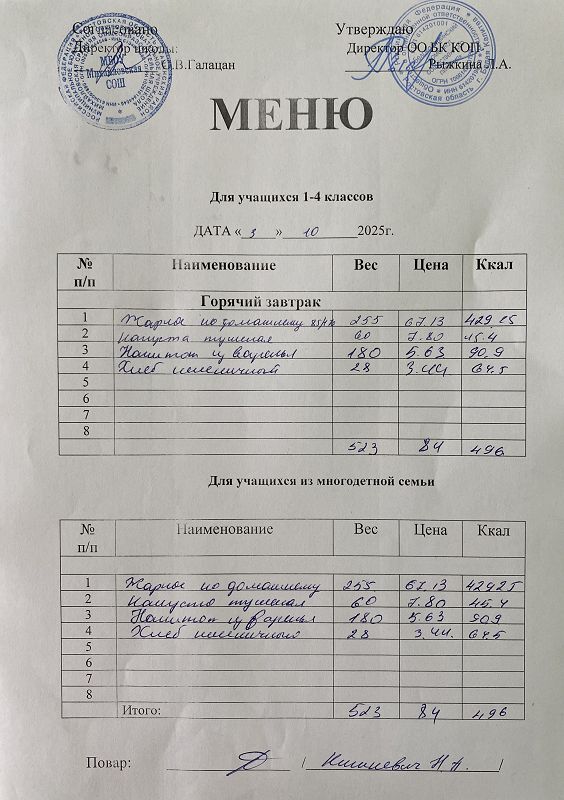 Согласовано Утверждаю
Директор школы: Директор ОО БК КОП
О.В.Галацан Рыжкина Л.А.
МБОУ
СОШ
МЕНЮ
Для учащихся 1-4 классов
ДАТА « 3 » 10 2025г.
№ п/п Наименование Вес Цена Ккал
Горячий завтрак
1 Жаркое по домашнему 255 67.13 429.25
2 капуста тушеная 60 7.80 45.4
3 Напиток из варенья 180 5.63 90.9
4 Хлеб пшеничный 28 3.44 64.5
5
6
7
8
523 84 496
Для учащихся из многодетной семьи
№ п/п Наименование Вес Цена Ккал
1 Жаркое по домашнему 255 67.13 42925
2 Капуста тушеная 60 7.80 45.4
3 Напиток из варенья 180 5.63 909
4 Хлеб пшеничный 28 3.44. 64.5
5
6
7
8
Итого: 523 84 496
Повар: / Н.А. /